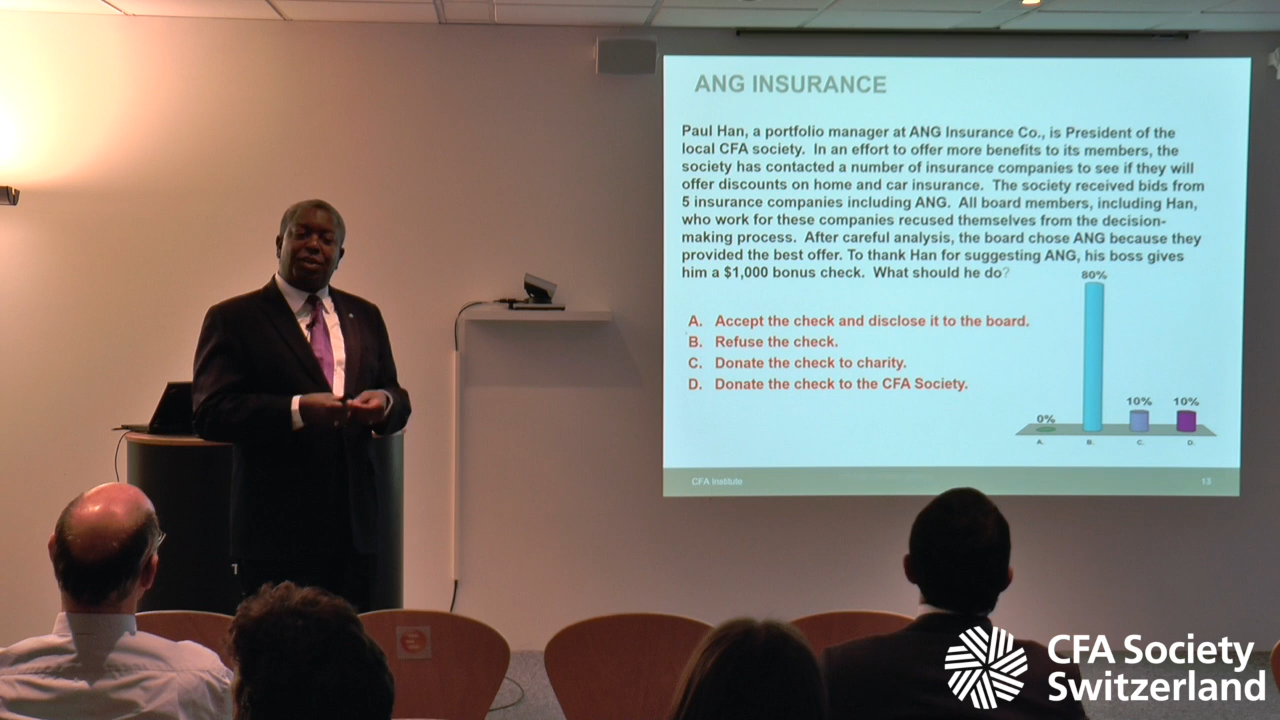 ANG INSURANCE
Paul Han, a portfolio manager at ANG Insurance Co., is President of the
local CFA society. In an effort to offer more benefits to its members, the
society has contacted a number of insurance companies to see if they will
offer discounts on home and car insurance. The society received bids from
5 insurance companies including ANG. All board members, including Han,
who work for these companies recused themselves from the decision-
making process. After careful analysis, the board chose ANG because they
provided the best offer. To thank Han for suggesting ANG, his boss gives
him a $1,000 bonus check. What should he do?
A. Accept the check and disclose it to the board.
B. Refuse the check.
C. Donate the check to charity.
D. Donate the check to the CFA Society.
80%
0%
10%
10%
A.
B.
C.
D.
CFA Institute
13
CFA Society
Switzerland